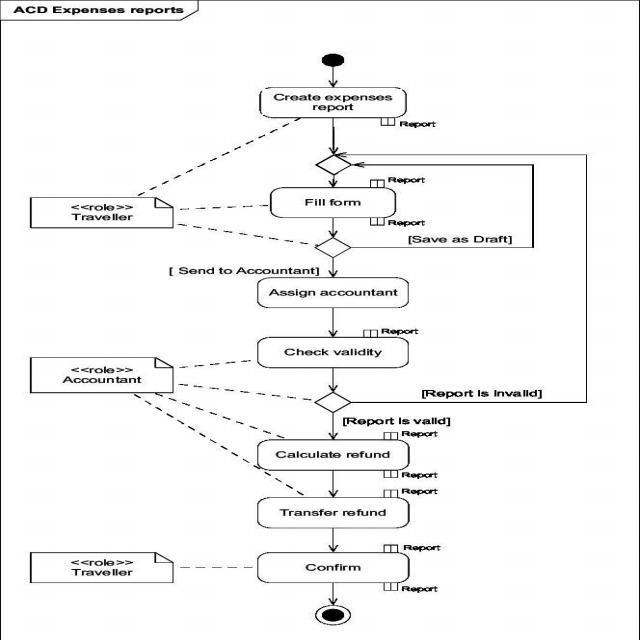 ACD Expenses reports
Create expenses
report
Report
Report
<<role>>
Traveller
Fill form
Report
[Save as Draft]
[ Send to Accountant]
Assign accountant
Report
Check validity
<<role>>
Accountant
[Report is invalid]
[Report is valid]
Report
Calculate refund
Report
Report
Transfer refund
Report
<<role>>
Traveller
Confirm
Report